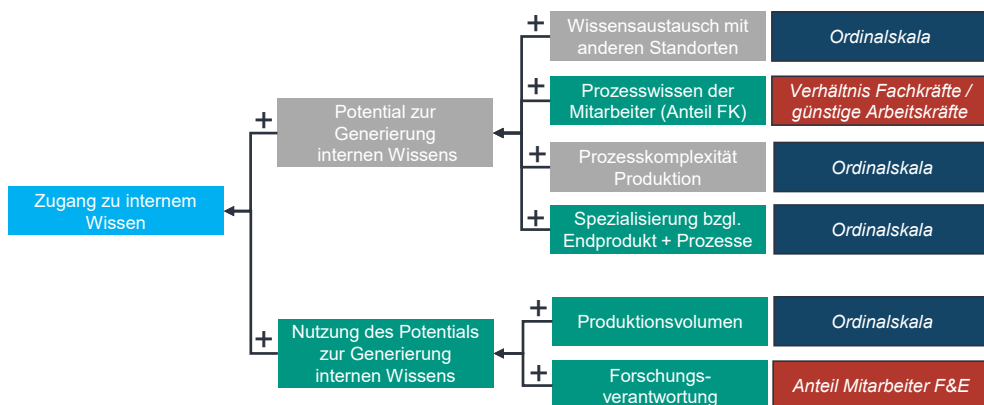 Zugang zu internem
Wissen
+
Potential zur
Generierung
internen Wissens
+
Wissensaustausch mit
anderen Standorten
Ordinalskala
+
Prozesswissen der
Mitarbeiter (Anteil FK)
Verhältnis Fachkräfte /
günstige Arbeitskräfte
+
Prozesskomplexität
Produktion
Ordinalskala
+
Spezialisierung bzgl.
Endprodukt + Prozesse
Ordinalskala
+
Nutzung des Potentials
zur Generierung
internen Wissens
+
Produktionsvolumen
Ordinalskala
+
Forschungs-
verantwortung
Anteil Mitarbeiter F&E